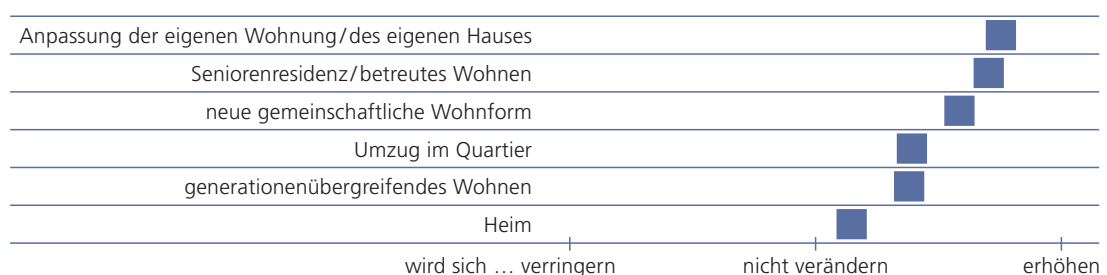 Anpassung der eigenen Wohnung/des eigenen Hauses
Seniorenresidenz/betreutes Wohnen
neue gemeinschaftliche Wohnform
Umzug im Quartier
generationenübergreifendes Wohnen
Heim
wird sich … verringern nicht verändern erhöhen